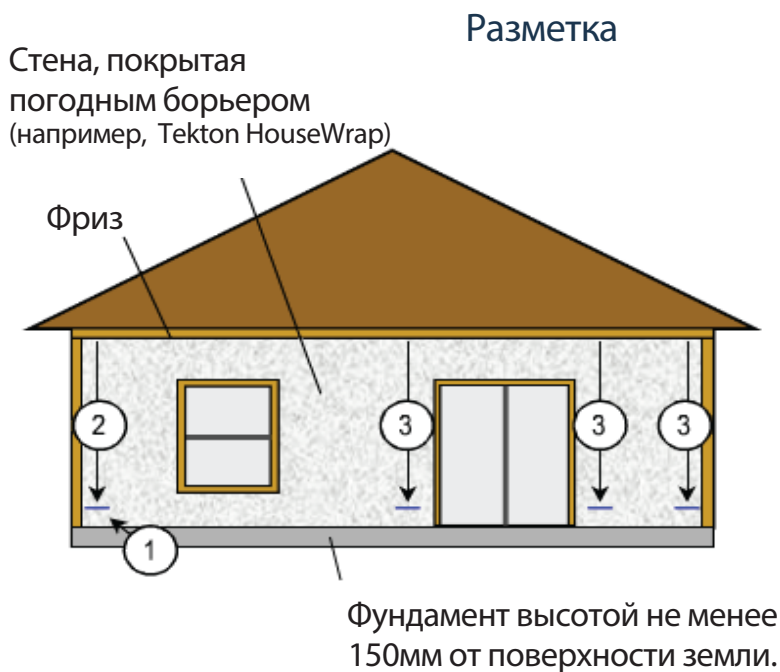 Разметка
Стена, покрытая
погодным борьером
(например, Tekton HouseWrap)
Фриз
2
3
3
3
1
Фундамент высотой не менее
150мм от поверхности земли.